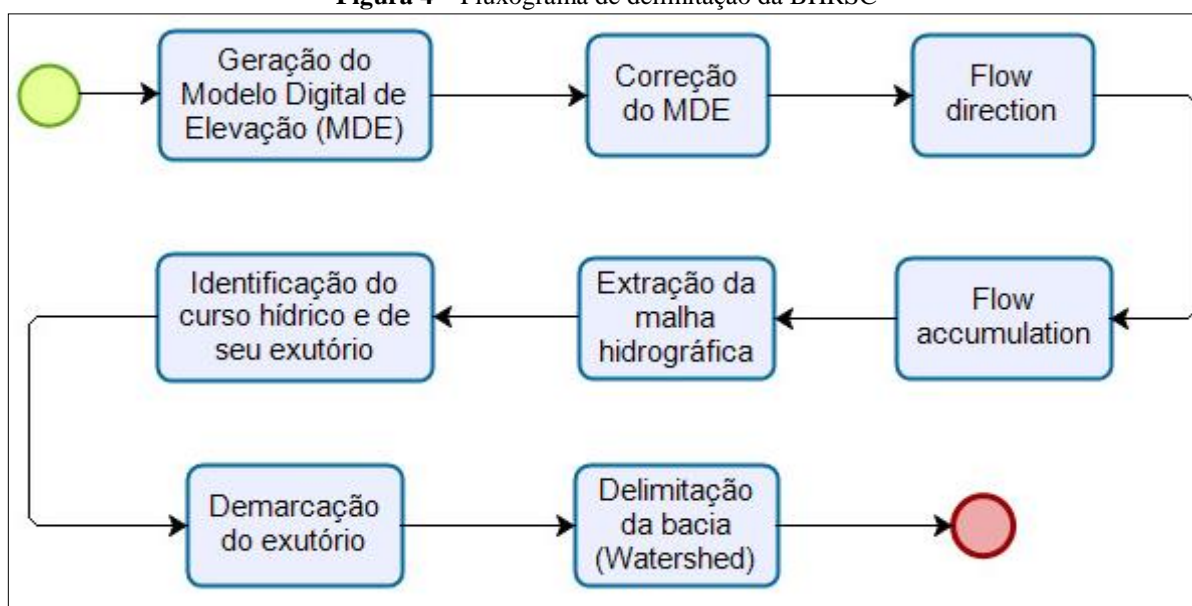 Figura 4 – Fluxograma de delimitação da BHRSC
Geração do
Modelo Digital de
Elevação (MDE)
Correção
do MDE
Flow
direction
Flow
accumulation
Extração da
malha
hidrográfica
Identificação do
curso hídrico e de
seu exutório
Demarcação
do exutório
Delimitação
da bacia
(Watershed)